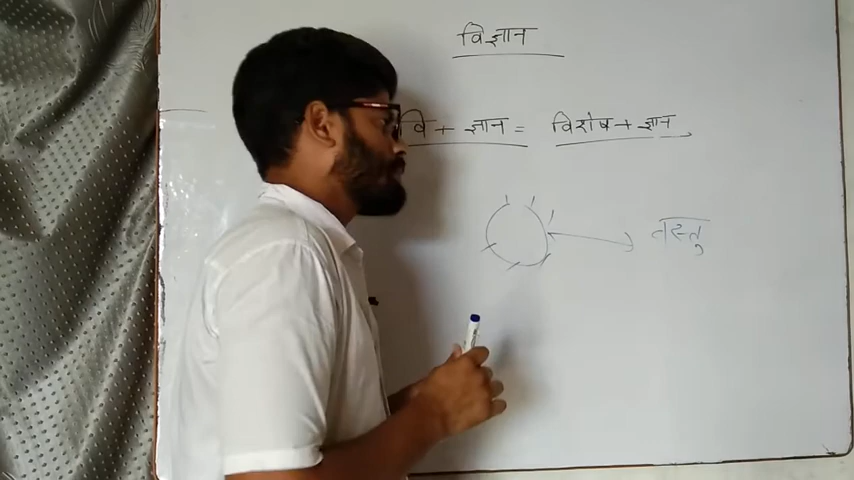 विज्ञान
वि + ज्ञान = विशेष + ज्ञान
वस्तु